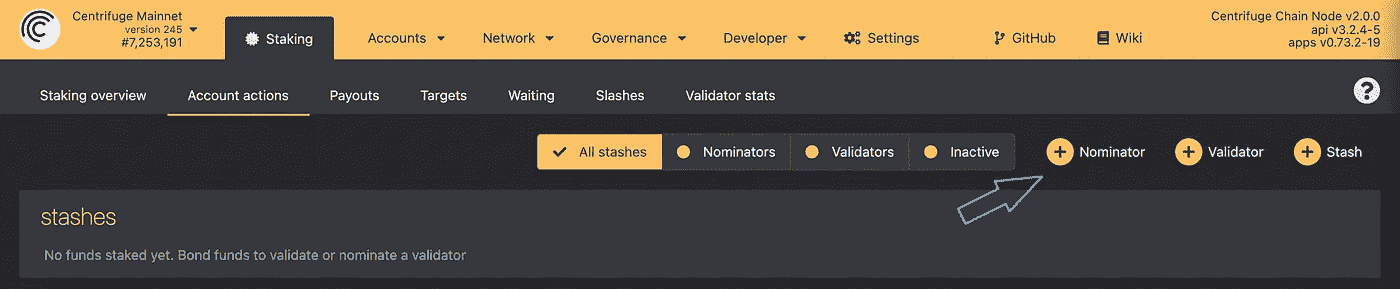 Centrifuge Mainnet
version 245
#7,253,191
Staking
Accounts
Network
Governance
Developer
Settings
GitHub
Wiki
Centrifuge Chain Node v2.0.0
api v3.2.4-5
apps v0.73.2-19
Staking overview
Account actions
Payouts
Targets
Waiting
Slashes
Validator stats
?
All stashes
Nominators
Validators
Inactive
Nominator
Validator
Stash
stashes
No funds staked yet. Bond funds to validate or nominate a validator